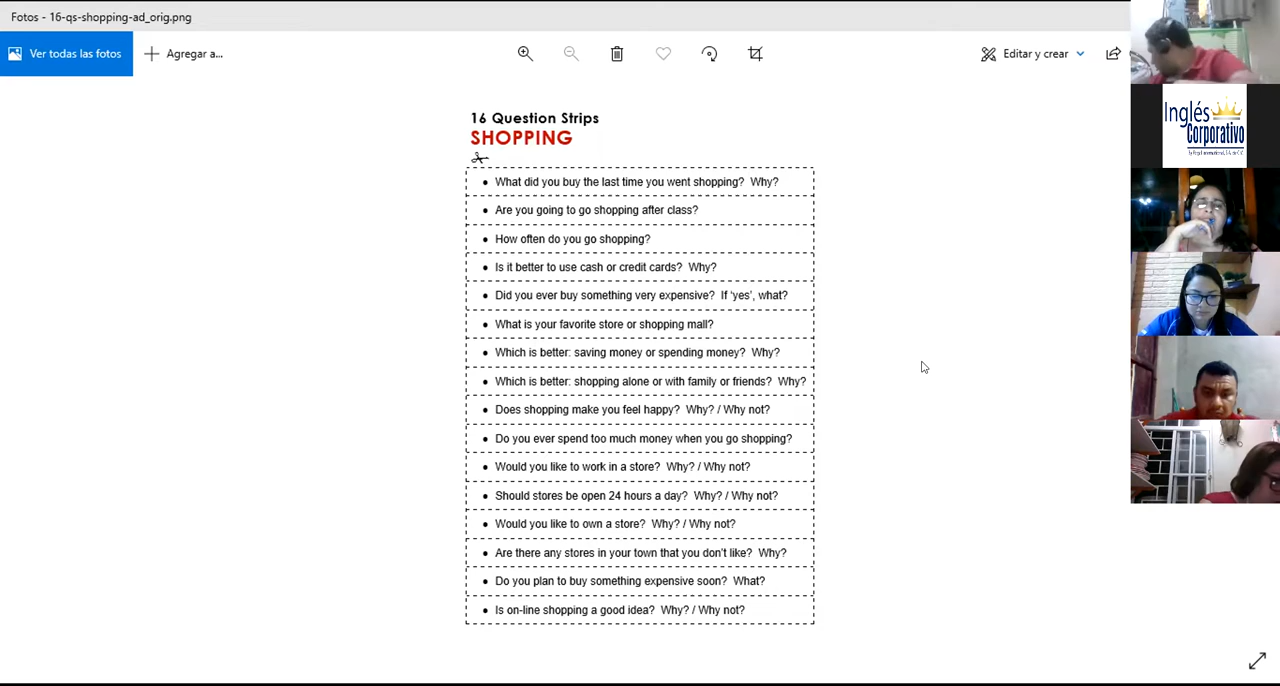 Fotos - 16-qs-shopping-ad_orig.png
Ver todas las fotos
Agregar a...
Editar y crear
16 Question Strips
SHOPPING
• What did you buy the last time you went shopping? Why?
• Are you going to go shopping after class?
• How often do you go shopping?
• Is it better to use cash or credit cards? Why?
• Did you ever buy something very expensive? If 'yes', what?
• What is your favorite store or shopping mall?
• Which is better: saving money or spending money? Why?
• Which is better: shopping alone or with family or friends? Why?
• Does shopping make you feel happy? Why? / Why not?
• Do you ever spend too much money when you go shopping?
• Would you like to work in a store? Why? / Why not?
• Should stores be open 24 hours a day? Why? / Why not?
• Would you like to own a store? Why? / Why not?
• Are there any stores in your town that you don't like? Why?
• Do you plan to buy something expensive soon? What?
• Is on-line shopping a good idea? Why? / Why not?
Inglés
Corporativo